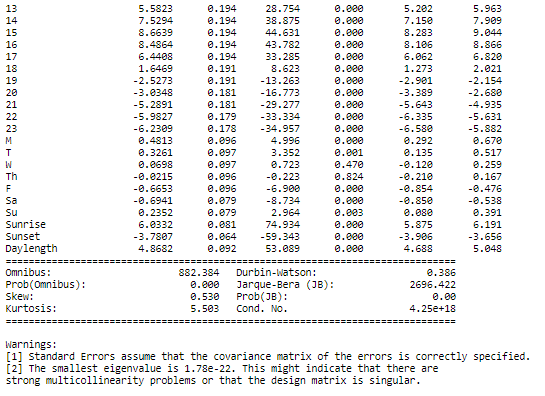 13 5.5823 0.194 28.754 0.000 5.202 5.963
14 7.5294 0.194 38.875 0.000 7.150 7.909
15 8.6639 0.194 44.631 0.000 8.283 9.044
16 8.4864 0.194 43.782 0.000 8.106 8.866
17 6.4408 0.194 33.285 0.000 6.062 6.820
18 1.6469 0.191 8.623 0.000 1.273 2.021
19 -2.5273 0.191 -13.263 0.000 -2.901 -2.154
20 -3.0348 0.181 -16.773 0.000 -3.389 -2.680
21 -5.2891 0.181 -29.277 0.000 -5.643 -4.935
22 -5.9827 0.179 -33.334 0.000 -6.335 -5.631
23 -6.2309 0.178 -34.957 0.000 -6.580 -5.882
M 0.4813 0.096 4.996 0.000 0.292 0.670
T 0.3261 0.097 3.352 0.001 0.135 0.517
W 0.0698 0.097 0.723 0.470 -0.120 0.259
Th -0.0215 0.096 -0.223 0.824 -0.210 0.167
F -0.6653 0.096 -6.900 0.000 -0.854 -0.476
Sa -0.6941 0.079 -8.734 0.000 -0.850 -0.538
Su 0.2352 0.079 2.964 0.003 0.080 0.391
Sunrise 6.0332 0.081 74.934 0.000 5.875 6.191
Sunset -3.7807 0.064 -59.343 0.000 -3.906 -3.656
Daylength 4.8682 0.092 53.089 0.000 4.688 5.048
==============================================================================
Omnibus: 882.384 Durbin-Watson: 0.386
Prob(Omnibus): 0.000 Jarque-Bera (JB): 2696.422
Skew: 0.530 Prob(JB): 0.00
Kurtosis: 5.503 Cond. No. 4.25e+18
==============================================================================
Warnings:
[1] Standard Errors assume that the covariance matrix of the errors is correctly specified.
[2] The smallest eigenvalue is 1.78e-22. This might indicate that there are
strong multicollinearity problems or that the design matrix is singular.